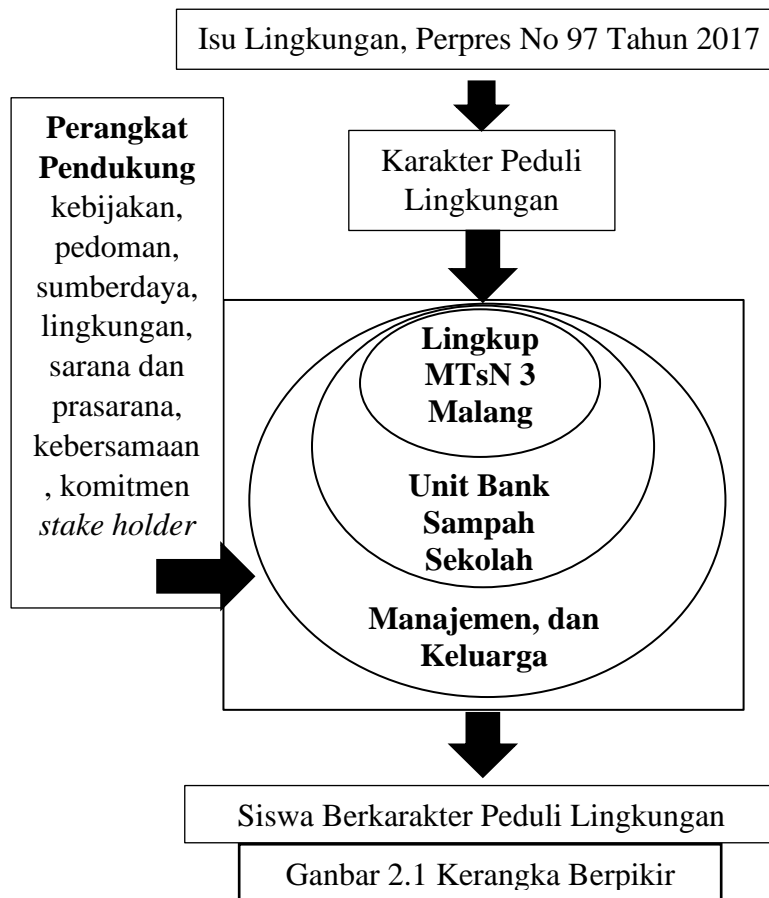 Isu Lingkungan, Perpres No 97 Tahun 2017
Perangkat
Pendukung
kebijakan,
pedoman,
sumberdaya,
lingkungan,
sarana dan
prasarana,
kebersamaan
, komitmen
stake holder
Karakter Peduli
Lingkungan
Lingkup
MTsN 3
Malang
Unit Bank
Sampah
Sekolah
Manajemen, dan
Keluarga
Siswa Berkarakter Peduli Lingkungan
Ganbar 2.1 Kerangka Berpikir